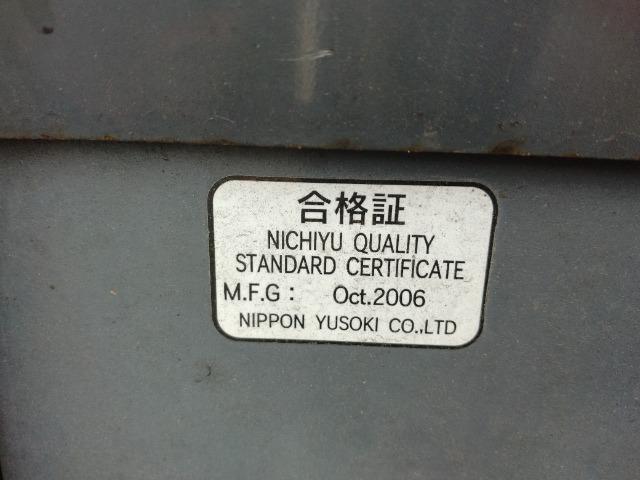 合格証
NICHIYU QUALITY
STANDARD CERTIFICATE
M.F.G : Oct.2006
NIPPON YUSOKI CO.,LTD